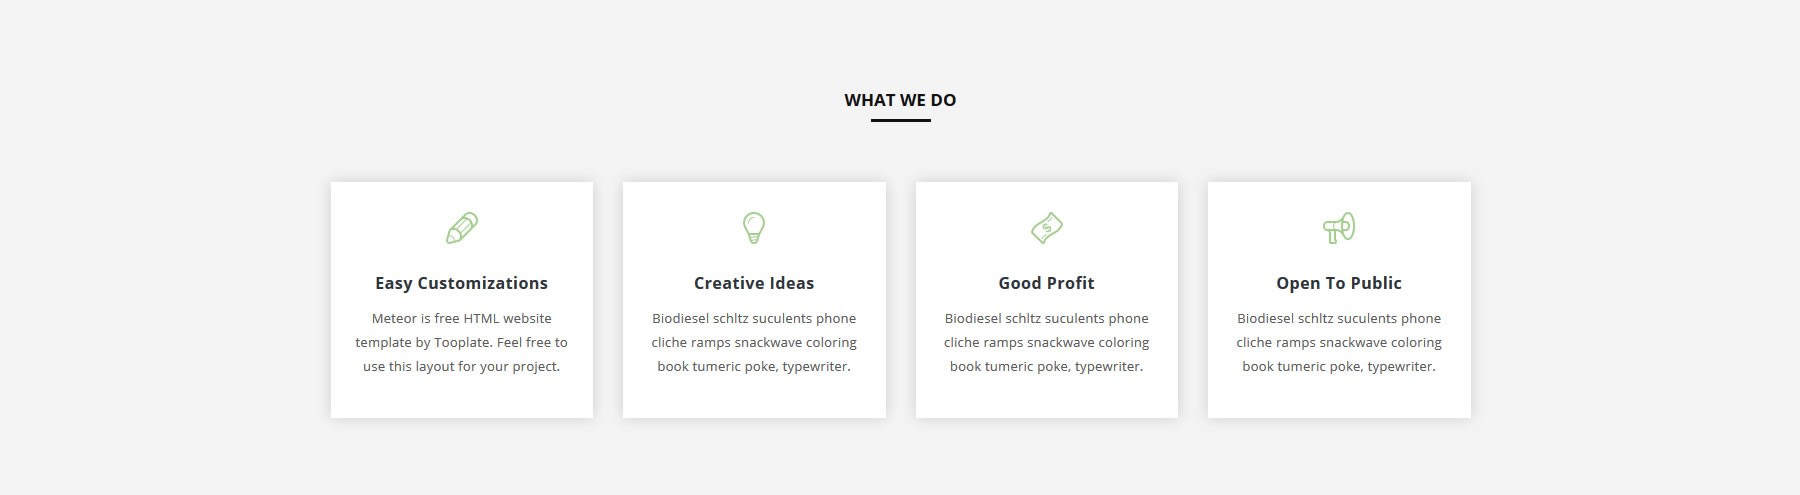 WHAT WE DO
Easy Customizations
Meteor is free HTML website
template by Tooplate. Feel free to
use this layout for your project.
Creative Ideas
Biodiesel schltz suculents phone
cliche ramps snackwave coloring
book tumeric poke, typewriter.
Good Profit
Biodiesel schltz suculents phone
cliche ramps snackwave coloring
book tumeric poke, typewriter.
Open To Public
Biodiesel schltz suculents phone
cliche ramps snackwave coloring
book tumeric poke, typewriter.